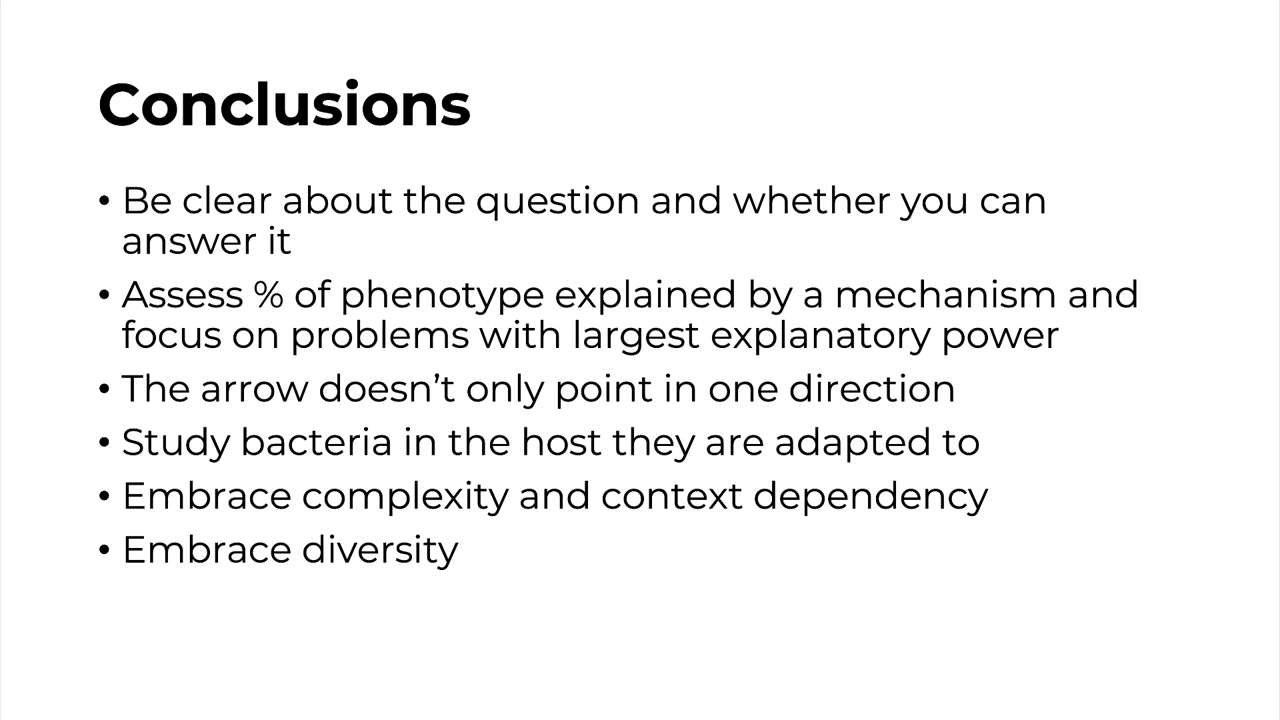 Conclusions
• Be clear about the question and whether you can
answer it
• Assess % of phenotype explained by a mechanism and
focus on problems with largest explanatory power
• The arrow doesn’t only point in one direction
• Study bacteria in the host they are adapted to
• Embrace complexity and context dependency
• Embrace diversity